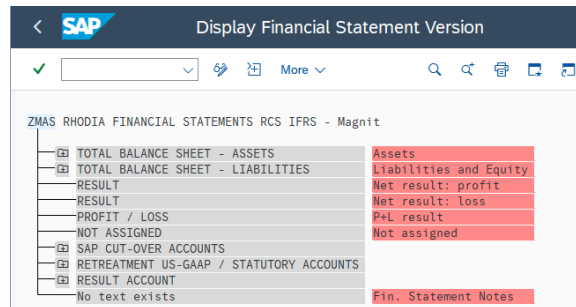 SAP Display Financial Statement Version
More
ZMAS RHODIA FINANCIAL STATEMENTS RCS IFRS - Magnit
TOTAL BALANCE SHEET - ASSETS Assets
TOTAL BALANCE SHEET - LIABILITIES Liabilities and Equity
RESULT Net result: profit
RESULT Net result: loss
PROFIT / LOSS P+L result
NOT ASSIGNED Not assigned
SAP CUT-OVER ACCOUNTS
RETREATMENT US-GAAP / STATUTORY ACCOUNTS
RESULT ACCOUNT
No text exists Fin. Statement Notes